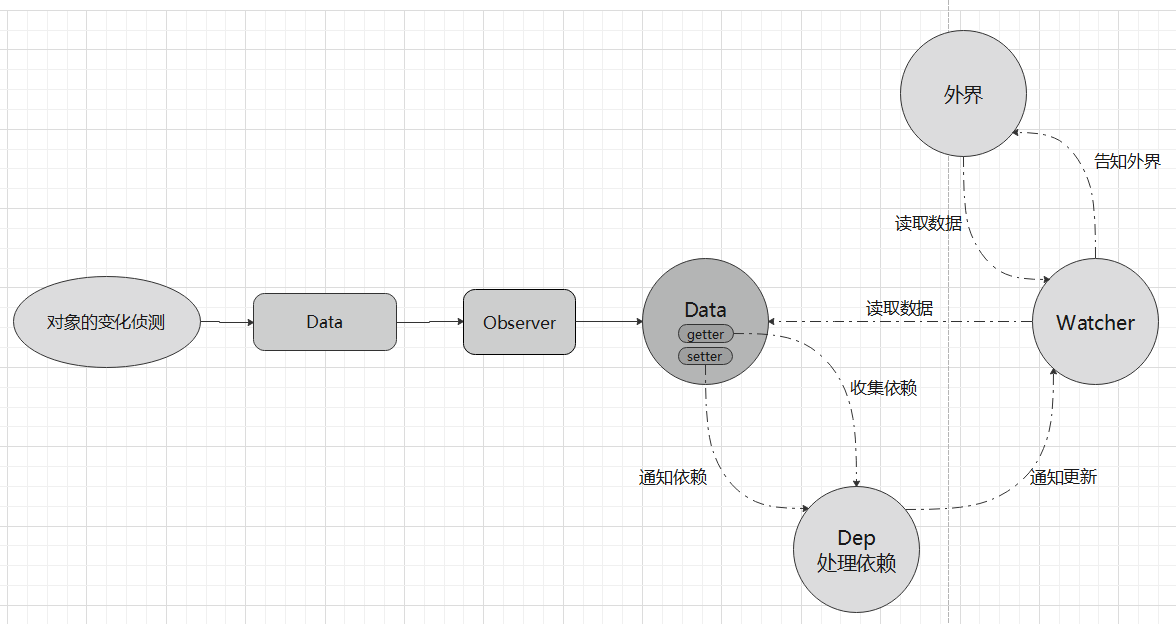 外界
告知外界
读取数据
对象的变化侦测
Data
Observer
Data
getter
setter
读取数据
Watcher
收集依赖
通知依赖
通知更新
Dep
处理依赖